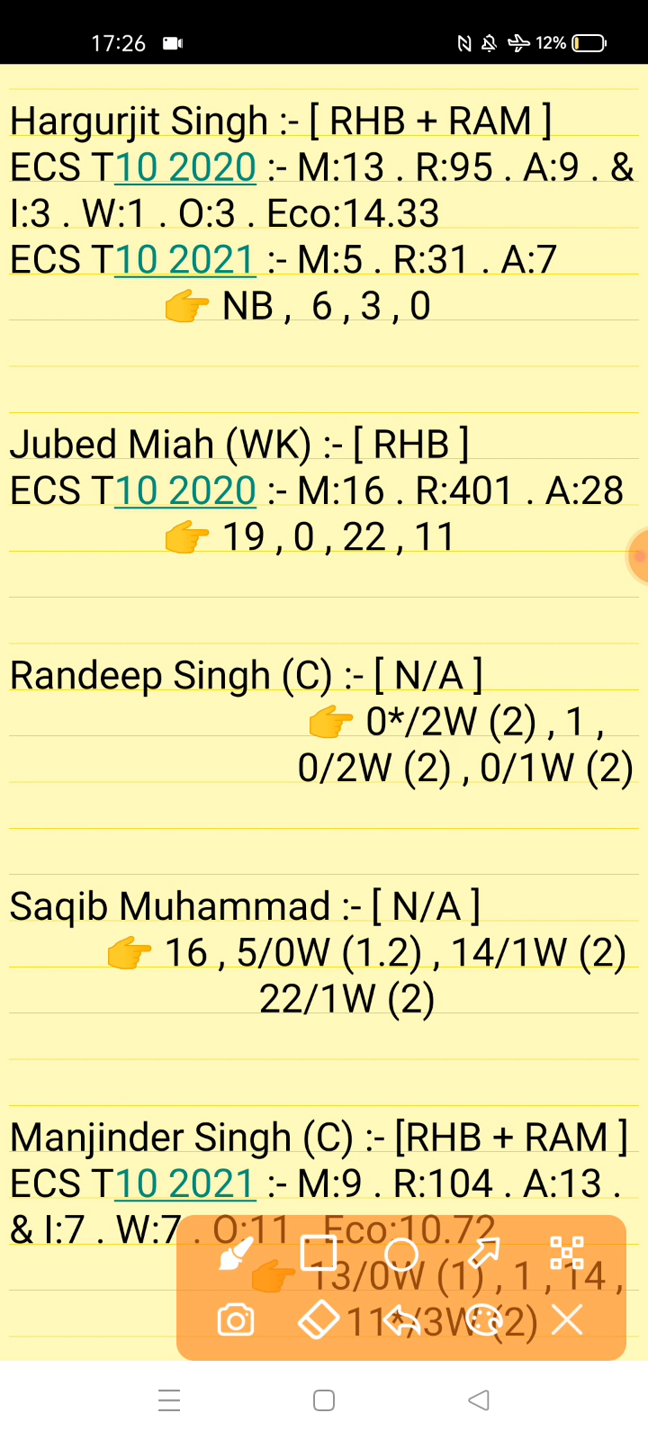 17:26 12%
Hargurjit Singh :- [ RHB + RAM ]
ECS T10 2020 :- M:13 . R:95 . A:9 . &
I:3 . W:1 . O:3 . Eco:14.33
ECS T10 2021 :- M:5 . R:31 . A:7
👉 NB , 6 , 3 , 0
Jubed Miah (WK) :- [ RHB ]
ECS T10 2020 :- M:16 . R:401 . A:28
👉 19 , 0 , 22 , 11
Randeep Singh (C) :- [ N/A ]
👉 0*/2W (2) , 1 ,
0/2W (2) , 0/1W (2)
Saqib Muhammad :- [ N/A ]
👉 16 , 5/0W (1.2) , 14/1W (2)
22/1W (2)
Manjinder Singh (C) :- [RHB + RAM ]
ECS T10 2021 :- M:9 . R:104 . A:13 .
& I:7 . W:7 . O:11 . Eco:10.72
👉 13/0W (1) , 1 , 14 ,
11*/3W (2)